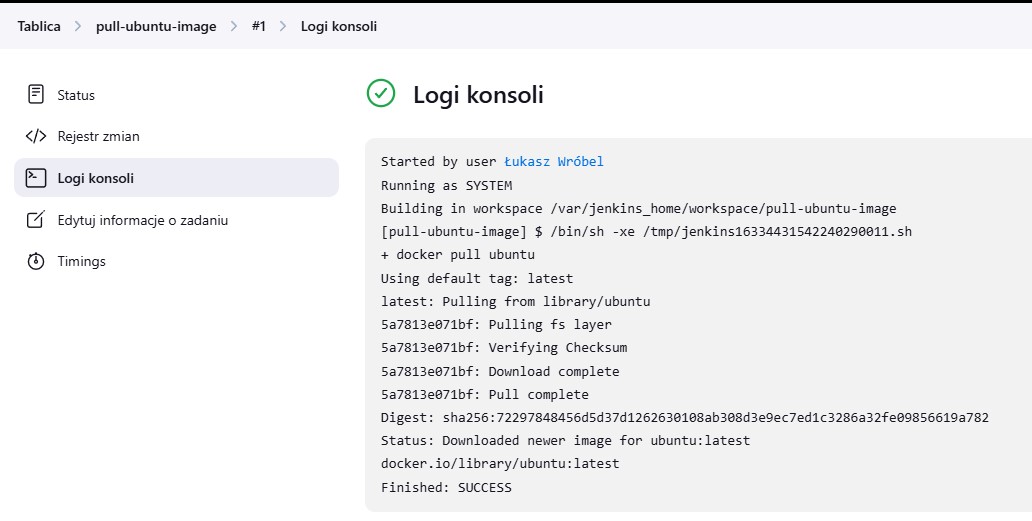 Tablica > pull-ubuntu-image > #1 > Logi konsoli
Status
Rejestr zmian
Logi konsoli
Edytuj informacje o zadaniu
Timings
Logi konsoli
Started by user Łukasz Wróbel
Running as SYSTEM
Building in workspace /var/jenkins_home/workspace/pull-ubuntu-image
[pull-ubuntu-image] $ /bin/sh -xe /tmp/jenkins16334431542240290011.sh
+ docker pull ubuntu
Using default tag: latest
latest: Pulling from library/ubuntu
5a7813e071bf: Pulling fs layer
5a7813e071bf: Verifying Checksum
5a7813e071bf: Download complete
5a7813e071bf: Pull complete
Digest: sha256:72297848456d5d37d1262630108ab308d3e9ec7ed1c3286a32fe09856619a782
Status: Downloaded newer image for ubuntu:latest
docker.io/library/ubuntu:latest
Finished: SUCCESS